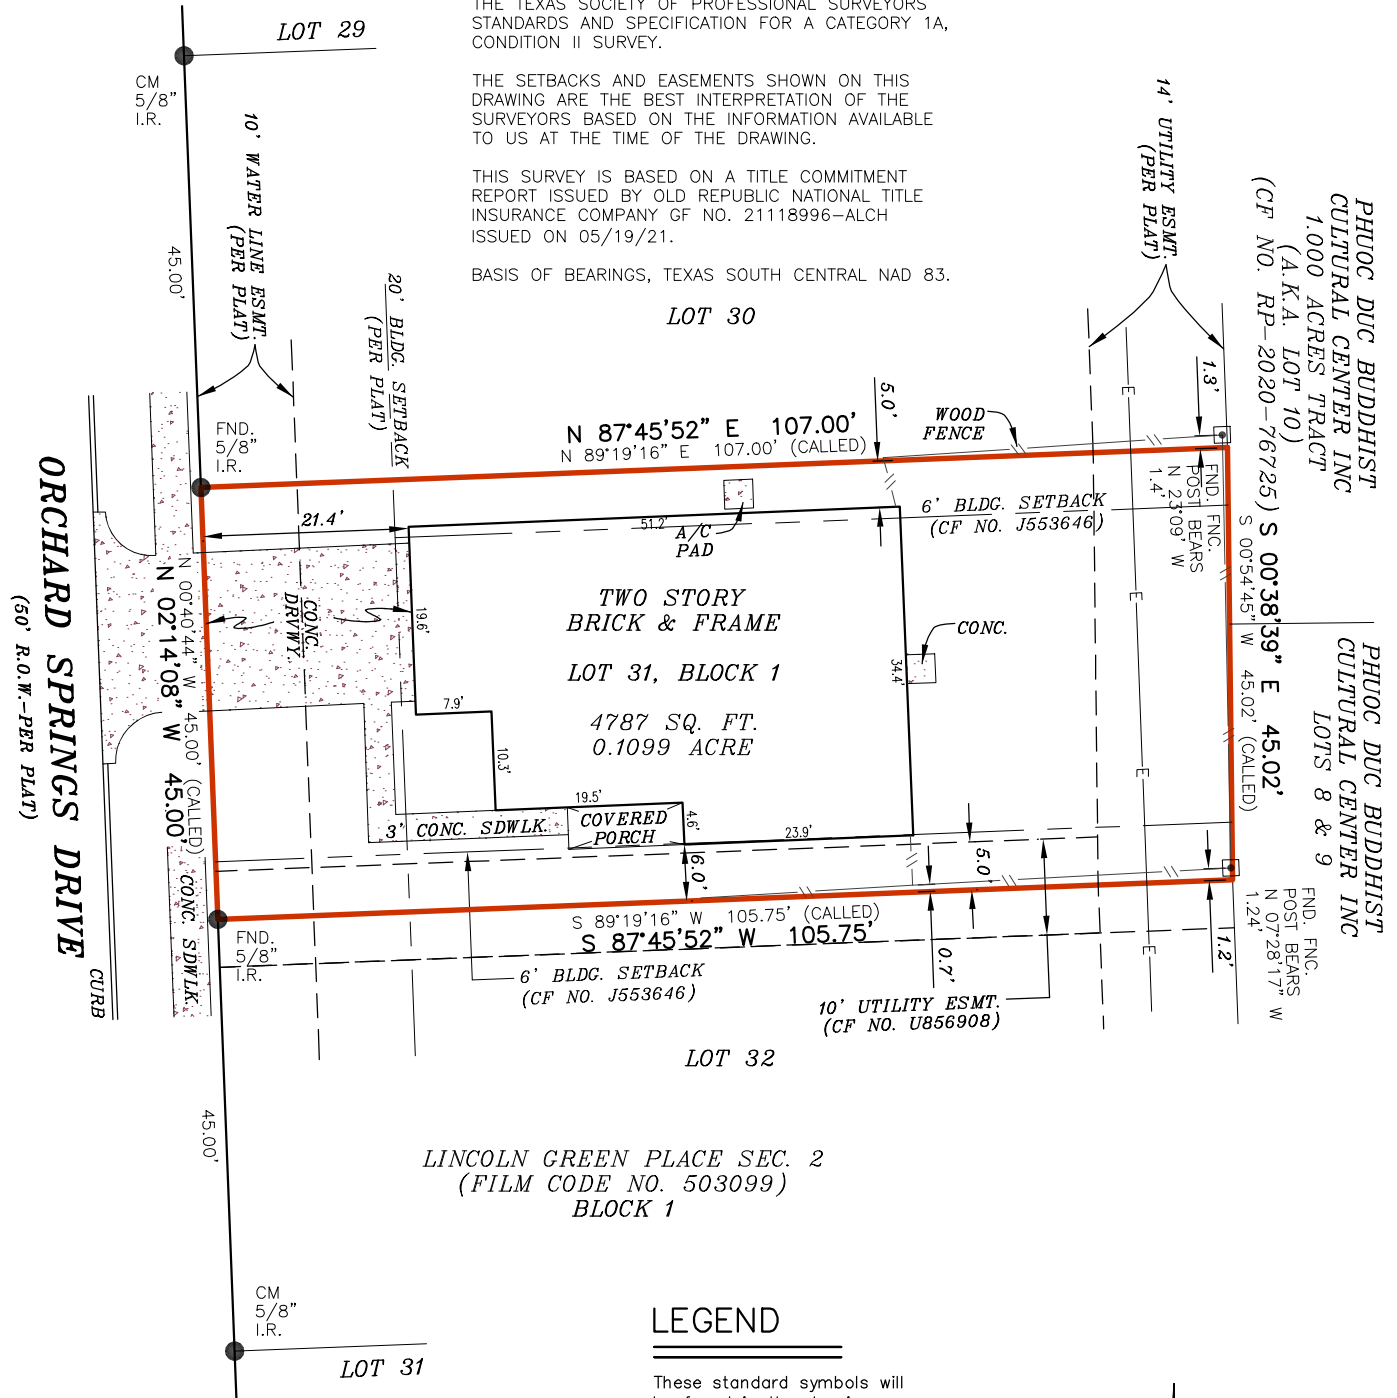 THE TEXAS SOCIETY OF PROFESSIONAL SURVEYORS
STANDARDS AND SPECIFICATION FOR A CATEGORY 1A,
CONDITION II SURVEY.
THE SETBACKS AND EASEMENTS SHOWN ON THIS
DRAWING ARE THE BEST INTERPRETATION OF THE
SURVEYORS BASED ON THE INFORMATION AVAILABLE
TO US AT THE TIME OF THE DRAWING.
THIS SURVEY IS BASED ON A TITLE COMMITMENT
REPORT ISSUED BY OLD REPUBLIC NATIONAL TITLE
INSURANCE COMPANY GF NO. 21118996-ALCH
ISSUED ON 05/19/21.
BASIS OF BEARINGS, TEXAS SOUTH CENTRAL NAD 83.
LOT 29
CM
5/8"
I.R.
45.00'
10' WATER LINE ESMT.
(PER PLAT)
20' BLDG. SETBACK
(PER PLAT)
LOT 30
14' UTILITY ESMT.
(PER PLAT)
PHUOC DUC BUDDHIST
CULTURAL CENTER INC
1.000 ACRES TRACT
(A.K.A. LOT 10)
(CF NO. RP-2020-76725)
FND.
5/8"
I.R.
N 87°45'52" E 107.00'
N 89°19'16" E 107.00' (CALLED)
5.0'
WOOD
FENCE
1.3'
FND. FNC.
POST BEARS
N 23°09' W
1.4'
6' BLDG. SETBACK
(CF NO. J553646)
S 00°38'39" E 45.02'
S 00°54'45" W 45.02' (CALLED)
21.4'
51.2'
A/C
PAD
CONC.
DRVWY.
19.6'
TWO STORY
BRICK & FRAME
LOT 31, BLOCK 1
4787 SQ. FT.
0.1099 ACRE
34.4'
CONC.
7.9'
10.3'
19.5'
4.6'
23.9'
COVERED
PORCH
3' CONC. SDWLK.
6.0'
5.0'
ORCHARD SPRINGS DRIVE
(50' R.O.W.-PER PLAT)
N 00°40'44" W 45.00' (CALLED)
N 02°14'08" W 45.00'
CONC. SDWLK.
CURB
PHUOC DUC BUDDHIST
CULTURAL CENTER INC
LOTS 8 & 9
FND. FNC.
POST BEARS
N 07°28'17" W
1.24'
1.2'
FND.
5/8"
I.R.
S 89°19'16" W 105.75' (CALLED)
S 87°45'52" W 105.75'
0.7'
6' BLDG. SETBACK
(CF NO. J553646)
10' UTILITY ESMT.
(CF NO. U856908)
E
E
E
E
LOT 32
45.00'
LINCOLN GREEN PLACE SEC. 2
(FILM CODE NO. 503099)
BLOCK 1
CM
5/8"
I.R.
LOT 31
LEGEND
These standard symbols will